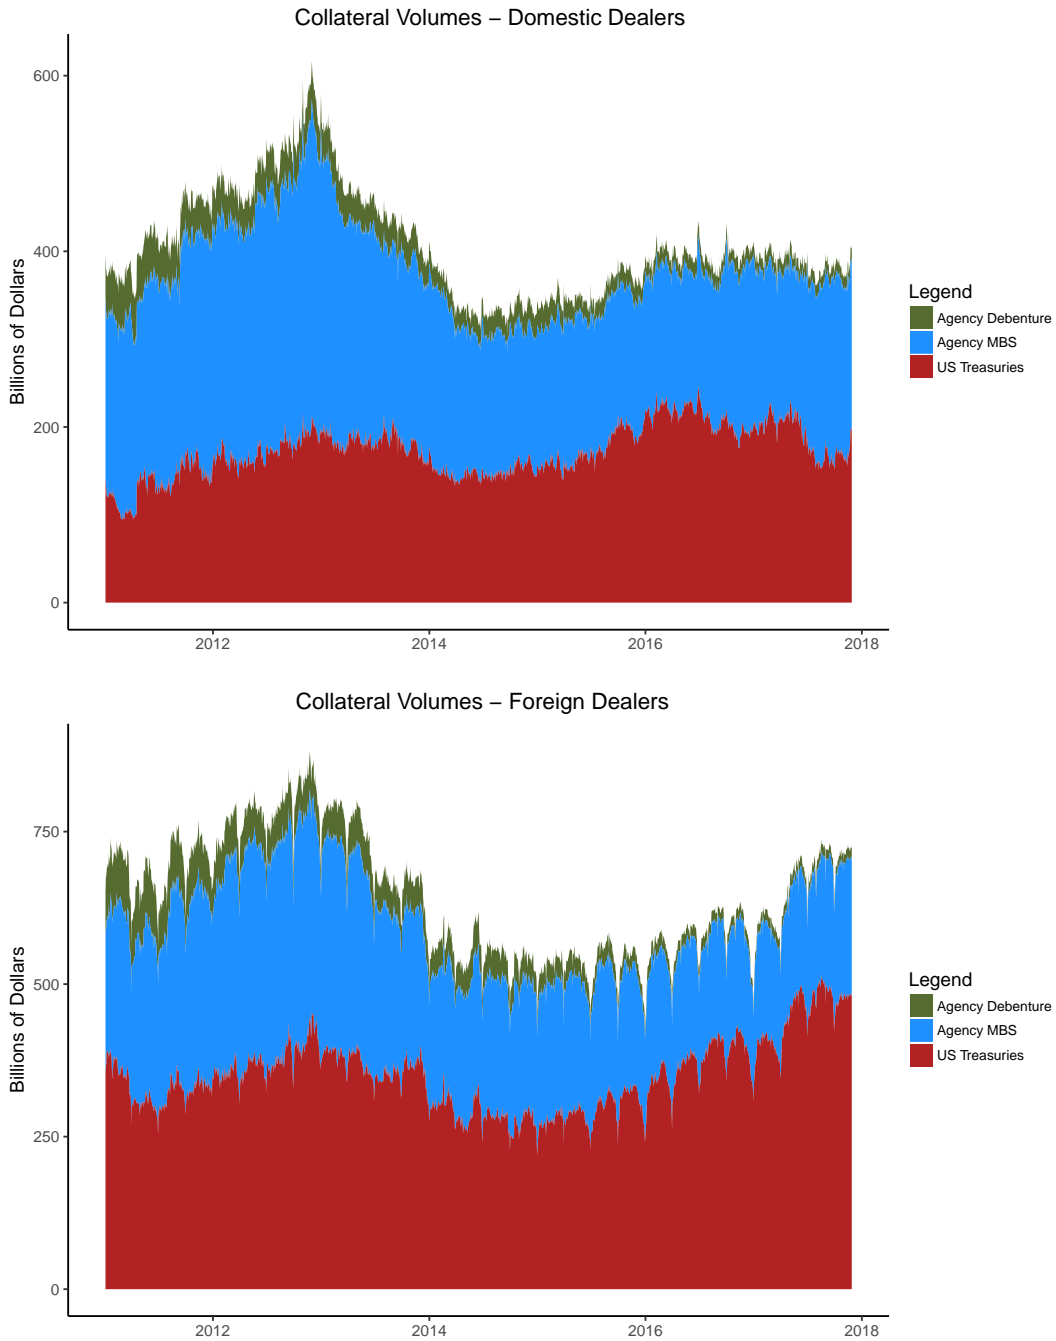 Collateral Volumes – Domestic Dealers
Billions of Dollars
600
400
200
0
2012 2014 2016 2018
Legend
Agency Debenture
Agency MBS
US Treasuries
Collateral Volumes – Foreign Dealers
Billions of Dollars
750
500
250
0
2012 2014 2016 2018
Legend
Agency Debenture
Agency MBS
US Treasuries